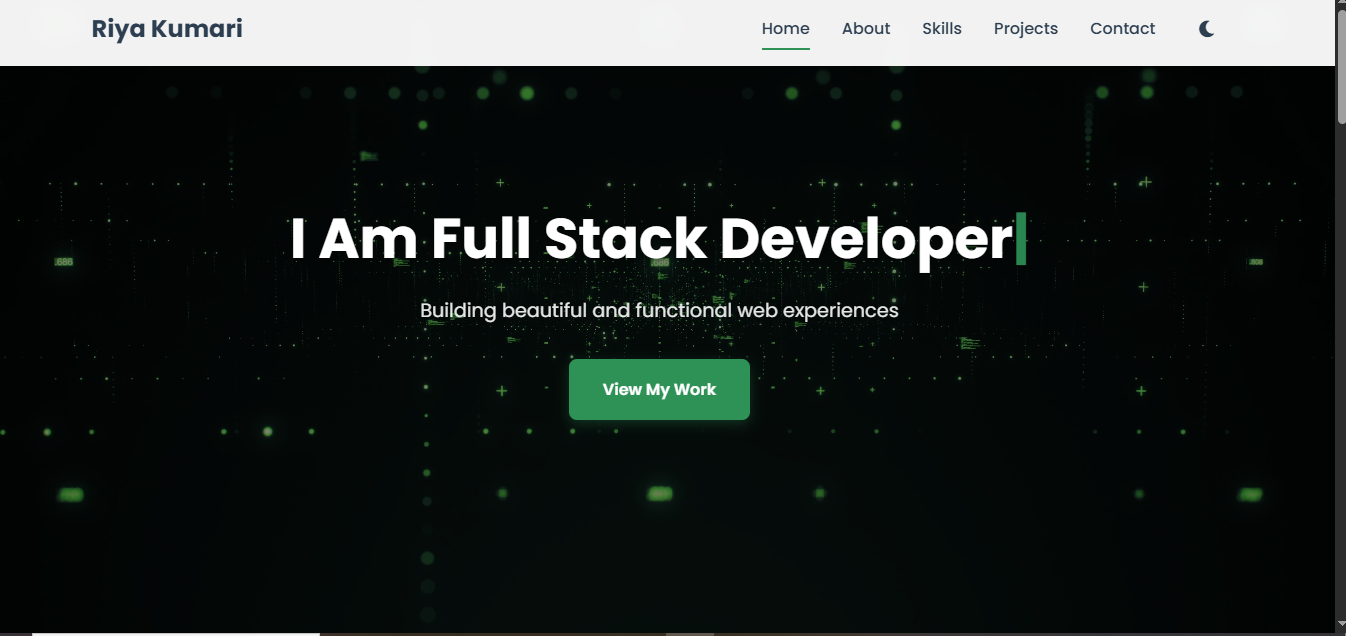 Riya Kumari
Home About Skills Projects Contact
I Am Full Stack Developer
Building beautiful and functional web experiences
View My Work
.686